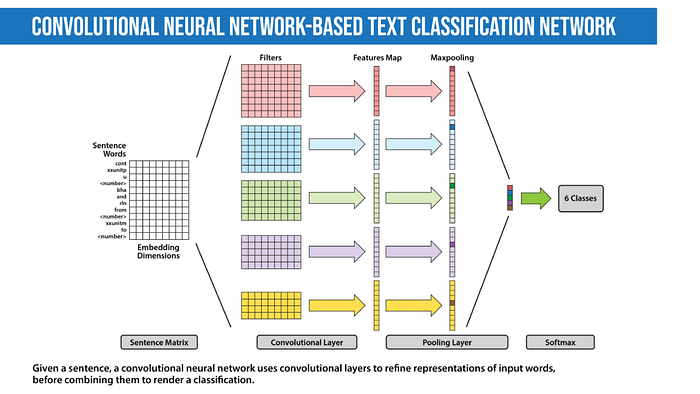 CONVOLUTIONAL NEURAL NETWORK-BASED TEXT CLASSIFICATION NETWORK
Filters
Features Map
Maxpooling
Sentence
Words
cont
xxunitp
u
<number>
bha
and
rln
from
<number>
xxunitm
to
<number>
Embedding
Dimensions
6 Classes
Sentence Matrix
Convolutional Layer
Pooling Layer
Softmax
Given a sentence, a convolutional neural network uses convolutional layers to refine representations of input words,
before combining them to render a classification.